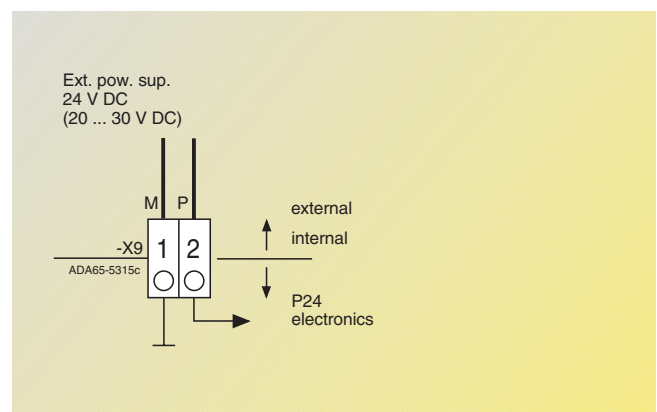 Ext. pow. sup.
24 V DC
(20 ... 30 V DC)
M P
external
-X9 1 2 internal
ADA65-5315c
P24
electronics